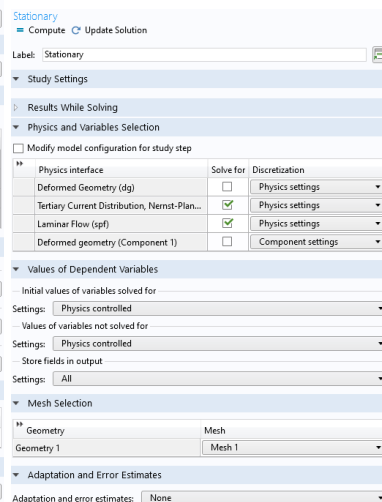 Stationary
Compute Update Solution
Label: Stationary
Study Settings
Results While Solving
Physics and Variables Selection
Modify model configuration for study step
Physics interface Solve for Discretization
Deformed Geometry (dg) Physics settings
Tertiary Current Distribution, Nernst-Plan... Physics settings
Laminar Flow (spf) Physics settings
Deformed geometry (Component 1) Component settings
Values of Dependent Variables
Initial values of variables solved for
Settings: Physics controlled
Values of variables not solved for
Settings: Physics controlled
Store fields in output
Settings: All
Mesh Selection
Geometry Mesh
Geometry 1 Mesh 1
Adaptation and Error Estimates
Adaptation and error estimates: None